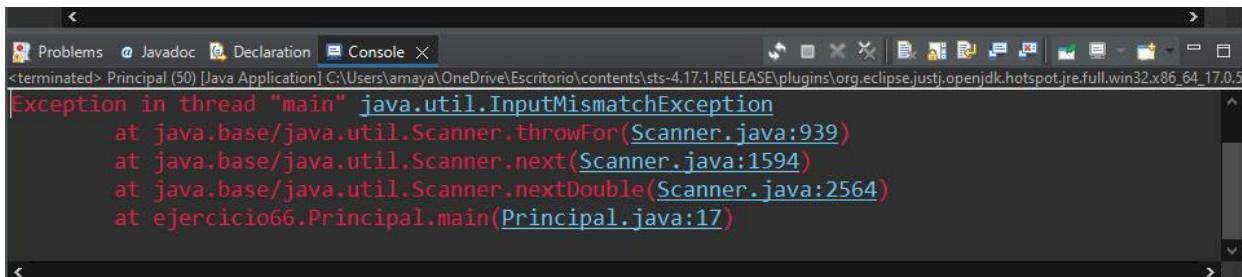 Problems @ Javadoc Declaration Console
<terminated> Principal (50) [Java Application] C:\Users\amaya\OneDrive\Escritorio\contents\sts-4.17.1.RELEASE\plugins\org.eclipse.justj.openjdk.hotspot.jre.full.win32.x86_64_17.0.5
Exception in thread "main" java.util.InputMismatchException
at java.base/java.util.Scanner.throwFor(Scanner.java:939)
at java.base/java.util.Scanner.next(Scanner.java:1594)
at java.base/java.util.Scanner.nextDouble(Scanner.java:2564)
at ejercicio66.Principal.main(Principal.java:17)